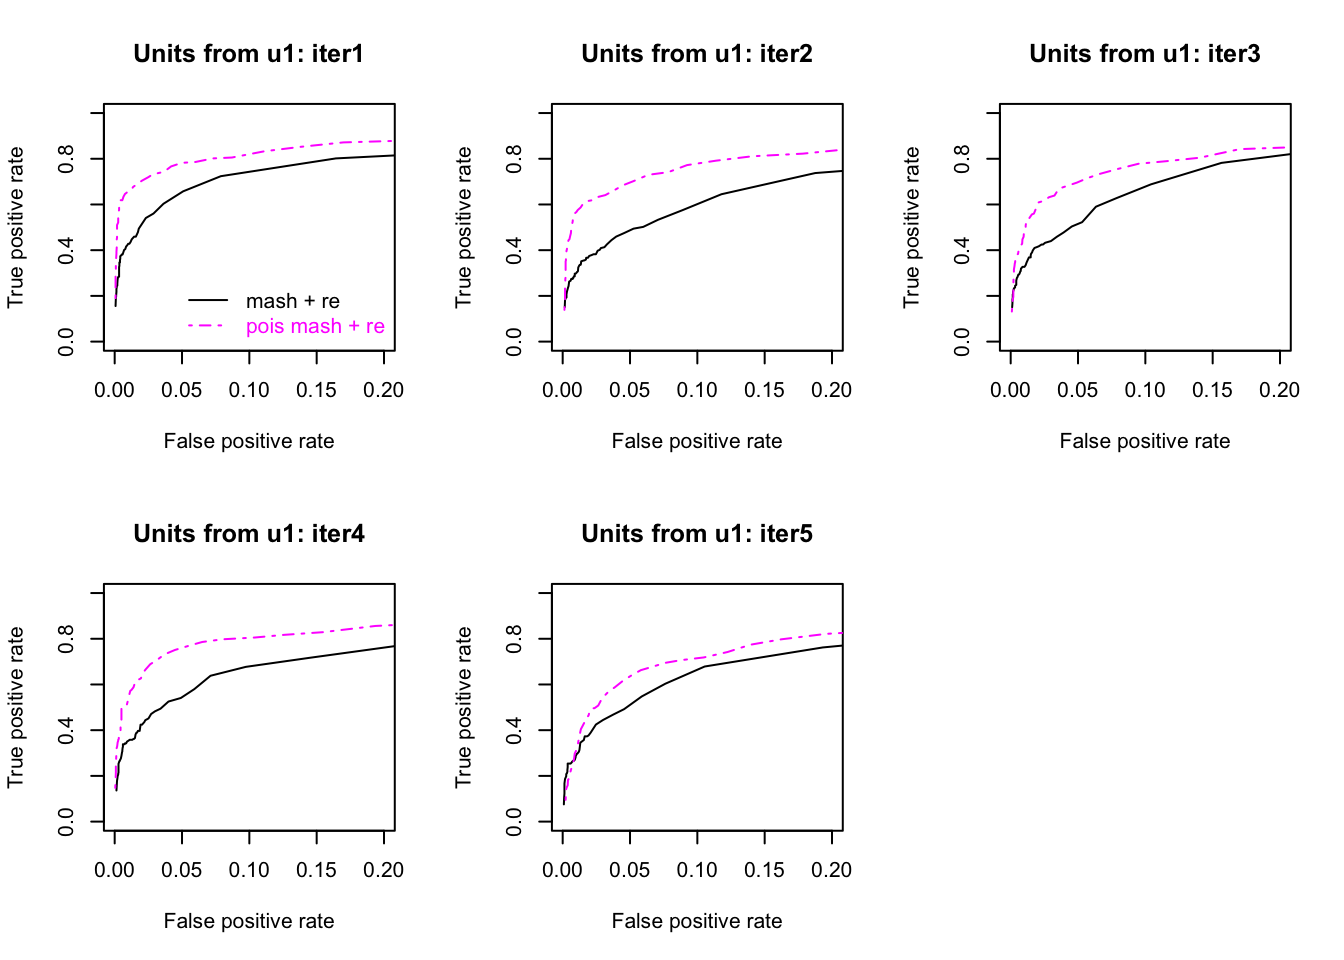 Units from u1: iter1
True positive rate
0.0 0.4 0.8
mash + re
pois mash + re
0.00 0.05 0.10 0.15 0.20
False positive rate
Units from u1: iter2
True positive rate
0.0 0.4 0.8
0.00 0.05 0.10 0.15 0.20
False positive rate
Units from u1: iter3
True positive rate
0.0 0.4 0.8
0.00 0.05 0.10 0.15 0.20
False positive rate
Units from u1: iter4
True positive rate
0.0 0.4 0.8
0.00 0.05 0.10 0.15 0.20
False positive rate
Units from u1: iter5
True positive rate
0.0 0.4 0.8
0.00 0.05 0.10 0.15 0.20
False positive rate